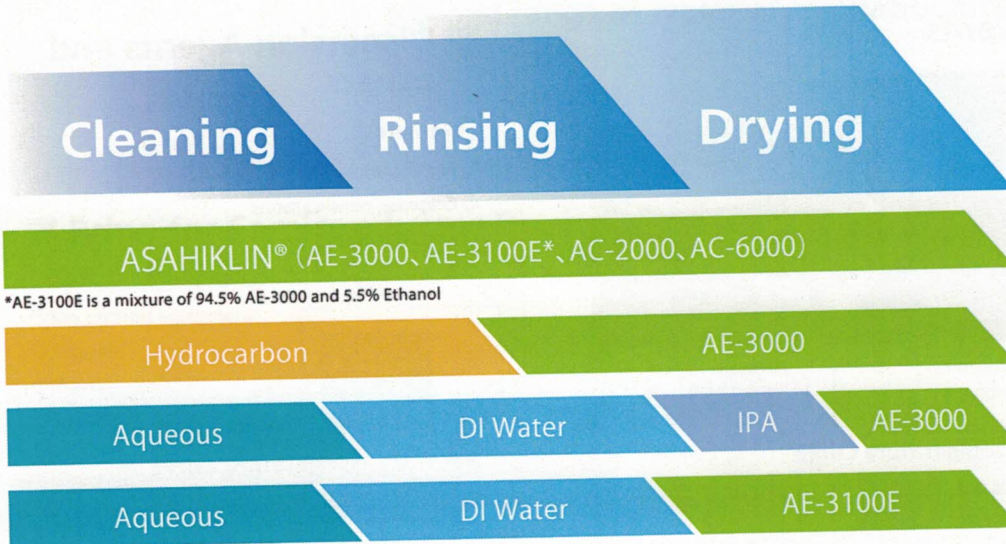 Cleaning Rinsing Drying
ASAHIKLIN® (AE-3000、AE-3100E*、AC-2000、AC-6000)
*AE-3100E is a mixture of 94.5% AE-3000 and 5.5% Ethanol
Hydrocarbon AE-3000
Aqueous DI Water IPA AE-3000
Aqueous DI Water AE-3100E